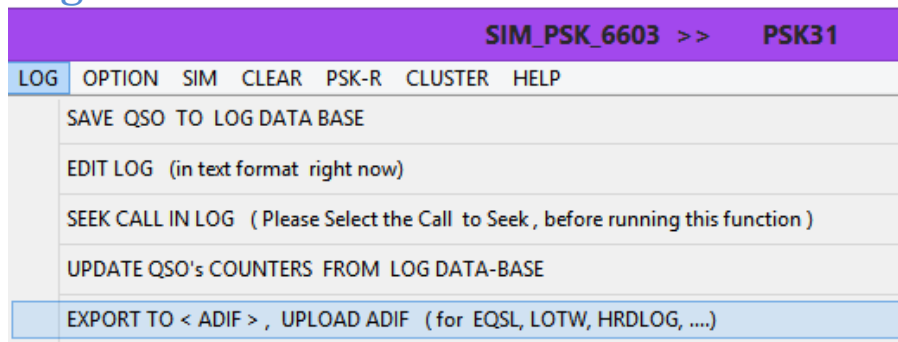 SIM_PSK_6603 >> PSK31
LOG OPTION SIM CLEAR PSK-R CLUSTER HELP
SAVE QSO TO LOG DATA BASE
EDIT LOG (in text format right now)
SEEK CALL IN LOG ( Please Select the Call to Seek , before running this function )
UPDATE QSO's COUNTERS FROM LOG DATA-BASE
EXPORT TO < ADIF > , UPLOAD ADIF ( for EQSL, LOTW, HRDLOG, ....)